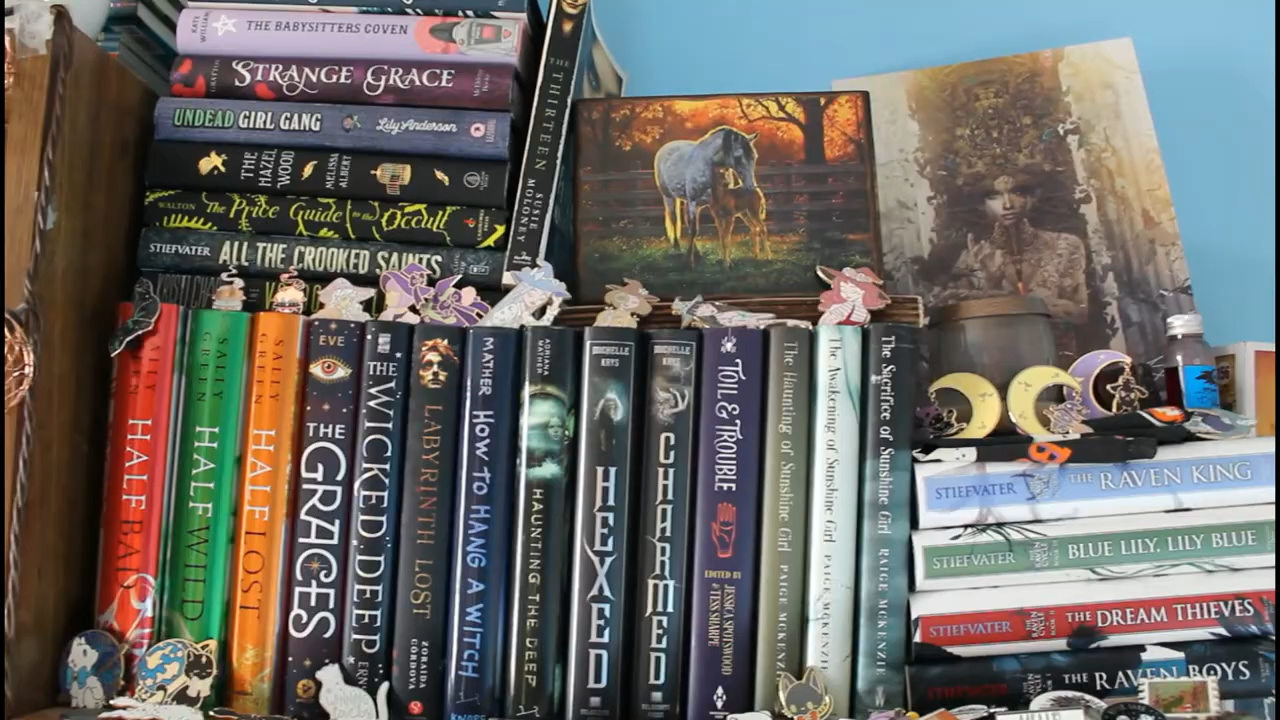 KATE WILLIAMS THE BABYSITTERS COVEN
GRATTON STRANGE GRACE
UNDEAD GIRL GANG Lily Anderson
THE HAZEL WOOD MELISSA ALBERT
WALTON The Price Guide to the Occult
STIEFVATER ALL THE CROOKED SAINTS
THE THIRTEEN SUSIE MOLONEY
SALLY GREEN HALF BAD
SALLY GREEN HALF WILD
SALLY GREEN HALF LOST
EVE THE GRACES
THE WICKED DEEP
LABYRINTH LOST ZORAIDA CÓRDOVA
MATHER HOW to HANG A WITCH
ADRIANA MATHER HAUNTING THE DEEP
MICHELLE KRYS HEXED
KRYS CHARMED
TOIL & TROUBLE EDITED BY JESSICA SPOTSWOOD & TESS SHARPE
The Haunting of Sunshine Girl PAIGE MCKENZIE
The Awakening of Sunshine Girl PAIGE MCKENZIE
The Sacrifice of Sunshine Girl PAIGE MCKENZIE
STIEFVATER THE RAVEN KING
STIEFVATER BLUE LILY, LILY BLUE
STIEFVATER THE DREAM THIEVES
STIEFVATER THE RAVEN BOYS